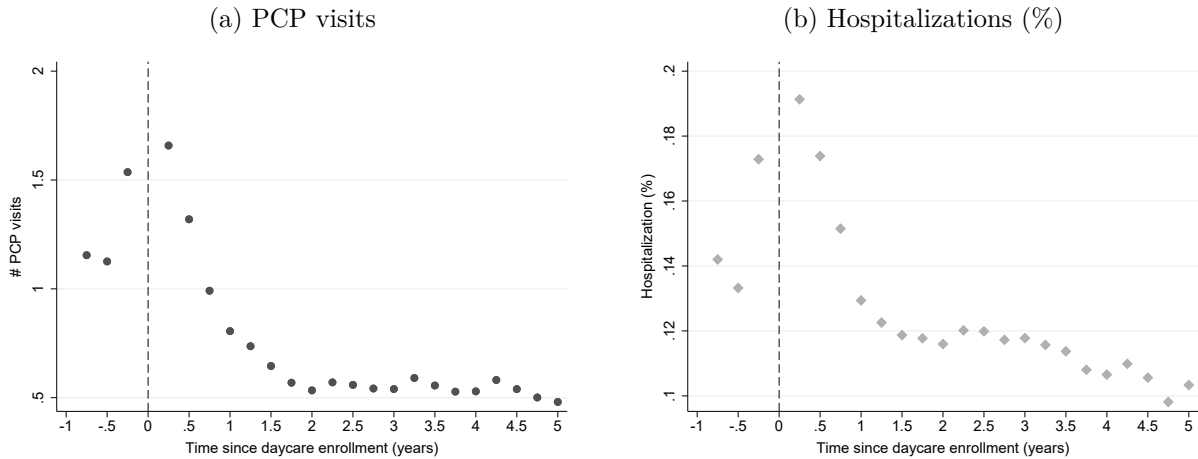 (a) PCP visits
2
1.5
1
.5
# PCP visits
-1 -.5 0 .5 1 1.5 2 2.5 3 3.5 4 4.5 5
Time since daycare enrollment (years)
(b) Hospitalizations (%)
.2
.18
.16
.14
.12
.1
Hospitalization (%)
-1 -.5 0 .5 1 1.5 2 2.5 3 3.5 4 4.5 5
Time since daycare enrollment (years)